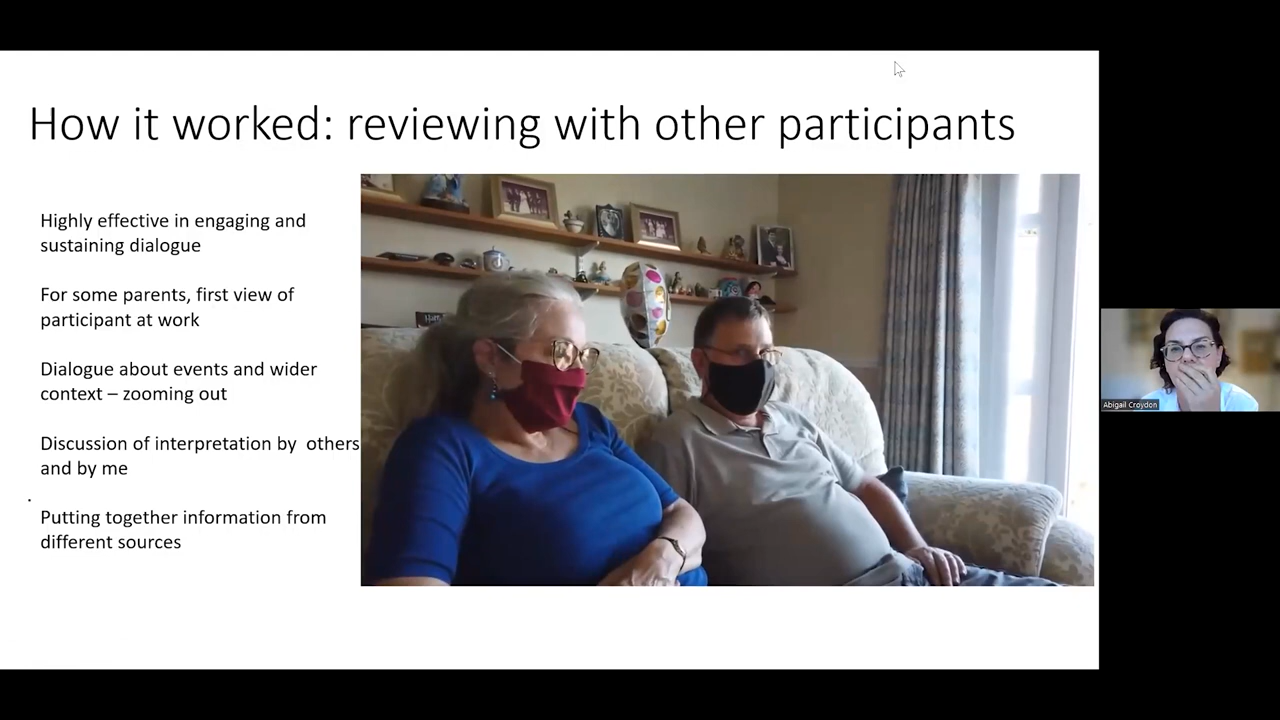 How it worked: reviewing with other participants
Highly effective in engaging and
sustaining dialogue
For some parents, first view of
participant at work
Dialogue about events and wider
context – zooming out
Discussion of interpretation by  others
and by me
.
Putting together information from
different sources
Abigail Croydon